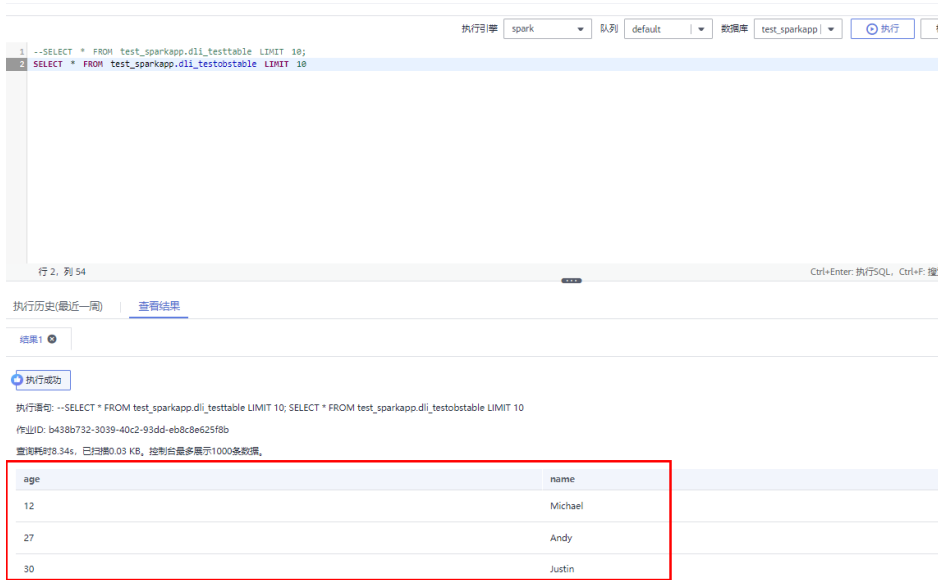 执行引擎 spark 队列 default 数据库 test_sparkapp 执行
1 --SELECT * FROM test_sparkapp.dli_testtable LIMIT 10;
2 SELECT * FROM test_sparkapp.dli_testobstable LIMIT 10
行 2，列 54 Ctrl+Enter: 执行SQL，Ctrl+F:
执行历史(最近一周) 查看结果
结果1
执行成功
执行语句: --SELECT * FROM test_sparkapp.dli_testtable LIMIT 10; SELECT * FROM test_sparkapp.dli_testobstable LIMIT 10
作业ID: b438b732-3039-40c2-93dd-eb8c8e625f8b
查询耗时8.34s，已扫描0.03 KB。控制台最多展示1000条数据。
age name
12 Michael
27 Andy
30 Justin